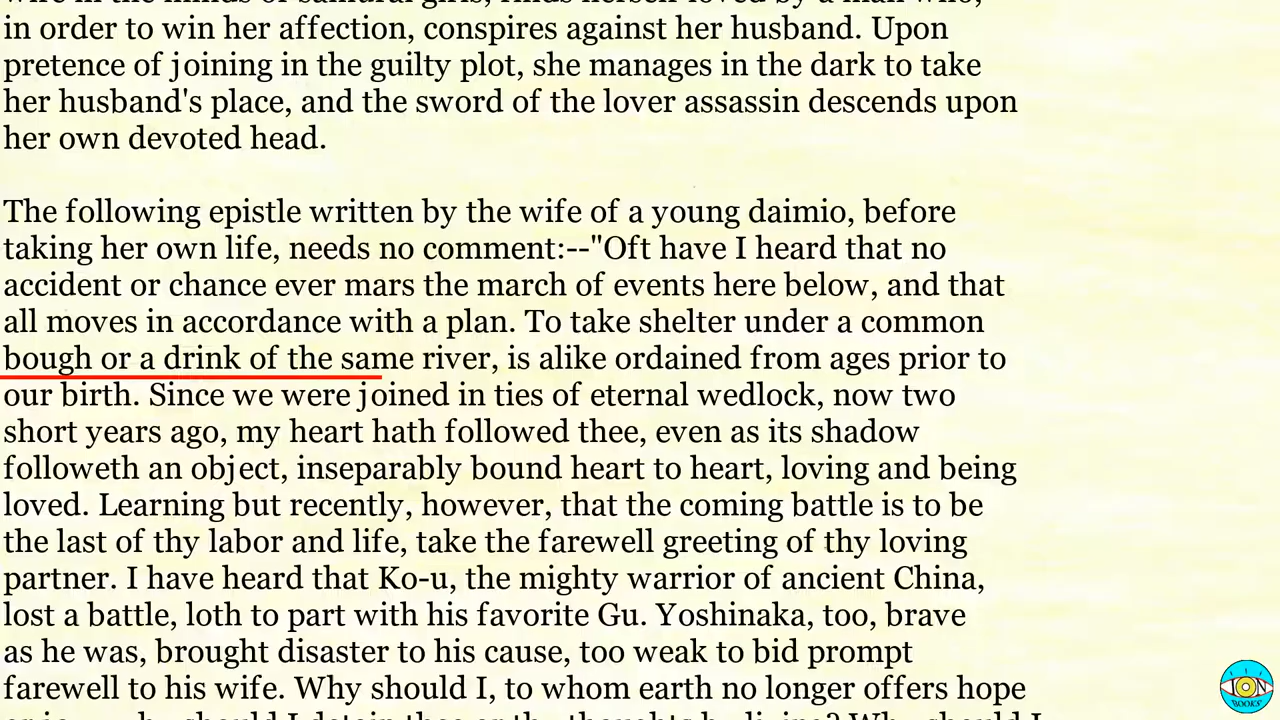 in order to win her affection, conspires against her husband. Upon
pretence of joining in the guilty plot, she manages in the dark to take
her husband's place, and the sword of the lover assassin descends upon
her own devoted head.
The following epistle written by the wife of a young daimio, before
taking her own life, needs no comment:--"Oft have I heard that no
accident or chance ever mars the march of events here below, and that
all moves in accordance with a plan. To take shelter under a common
bough or a drink of the same river, is alike ordained from ages prior to
our birth. Since we were joined in ties of eternal wedlock, now two
short years ago, my heart hath followed thee, even as its shadow
followeth an object, inseparably bound heart to heart, loving and being
loved. Learning but recently, however, that the coming battle is to be
the last of thy labor and life, take the farewell greeting of thy loving
partner. I have heard that Ko-u, the mighty warrior of ancient China,
lost a battle, loth to part with his favorite Gu. Yoshinaka, too, brave
as he was, brought disaster to his cause, too weak to bid prompt
farewell to his wife. Why should I, to whom earth no longer offers hope
ION
BOOKS